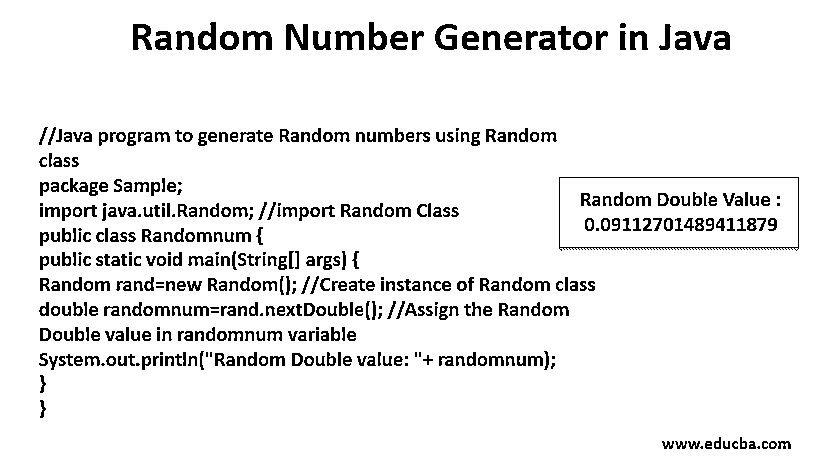 Random Number Generator in Java
//Java program to generate Random numbers using Random
class
package Sample;
import java.util.Random; //import Random Class
public class Randomnum {
public static void main(String[] args) {
Random rand=new Random(); //Create instance of Random class
double randomnum=rand.nextDouble(); //Assign the Random
Double value in randomnum variable
System.out.println("Random Double value: "+ randomnum);
}
}
Random Double Value :
0.09112701489411879
www.educba.com